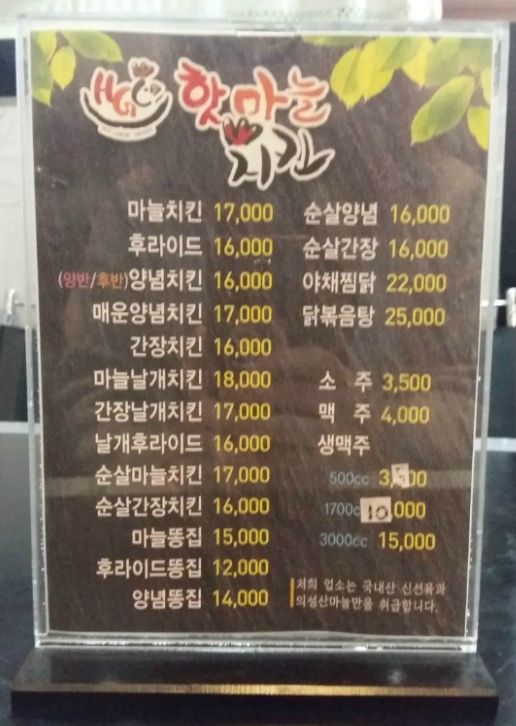 핫마늘
치킨
마늘치킨 17,000
후라이드 16,000
(양반/후반)양념치킨 16,000
매운양념치킨 17,000
간장치킨 16,000
마늘날개치킨 18,000
간장날개치킨 17,000
날개후라이드 16,000
순살마늘치킨 17,000
순살간장치킨 16,000
마늘똥집 15,000
후라이드똥집 12,000
양념똥집 14,000
순살양념 16,000
순살간장 16,000
야채찜닭 22,000
닭볶음탕 25,000
소 주 3,500
맥 주 4,000
생맥주
500cc
1700c 10,000
3000cc 15,000
저희 업소는 국내산 신선육과
의성산마늘만을 취급합니다.